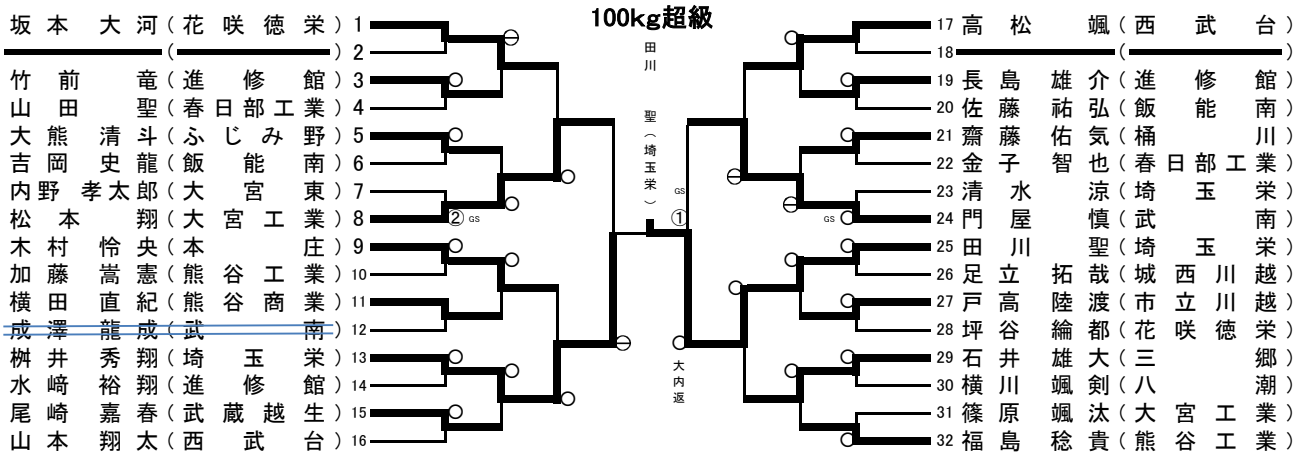 100kg超級
坂本大河(花咲徳栄) 1
( ) 2
竹前竜(進修館) 3
山田聖(春日部工業) 4
大熊清斗(ふじみ野) 5
吉岡史龍(飯能南) 6
内野孝太郎(大宮東) 7
松本翔(大宮工業) 8
② GS
木村怜央(本庄) 9
加藤嵩憲(熊谷工業) 10
横田直紀(熊谷商業) 11
成澤龍成(武南) 12
桝井秀翔(埼玉栄) 13
水﨑裕翔(進修館) 14
尾崎嘉春(武蔵越生) 15
山本翔太(西武台) 16
田川聖(埼玉栄)
GS
①
大内返
17 高松颯(西武台)
18 ( )
19 長島雄介(進修館)
20 佐藤祐弘(飯能南)
21 齋藤佑気(桶川)
22 金子智也(春日部工業)
23 清水涼(埼玉栄)
GS
24 門屋慎(武南)
25 田川聖(埼玉栄)
26 足立拓哉(城西川越)
27 戸高陸渡(市立川越)
28 坪谷綸都(花咲徳栄)
29 石井雄大(三郷)
30 横川颯剣(八潮)
31 篠原颯汰(大宮工業)
32 福島稔貴(熊谷工業)